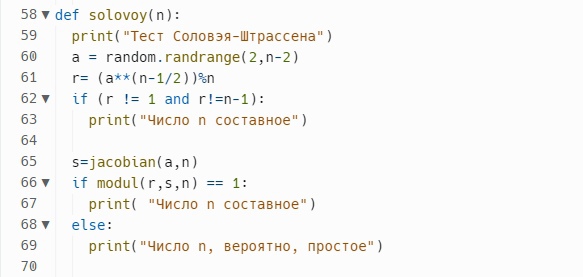 58 ▼ def solovoy(n):
59 print("Тест Соловэя-Штрассена")
60 a = random.randrange(2,n-2)
61 r= (a**(n-1/2))%n
62 ▼ if (r != 1 and r!=n-1):
63 print("Число n составное")
64
65 s=jacobian(a,n)
66 ▼ if modul(r,s,n) == 1:
67 print( "Число n составное")
68 ▼ else:
69 print("Число n, вероятно, простое")
70